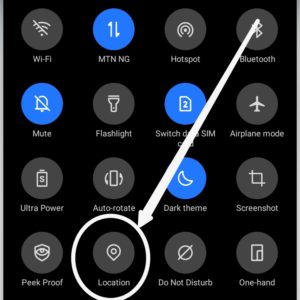 Wi-Fi MTN NG Hotspot Bluetooth
Mute Flashlight Switch data SIM card Airplane mode
Ultra Power Auto-rotate Dark theme Screenshot
Peek Proof Location Do Not Disturb One-hand